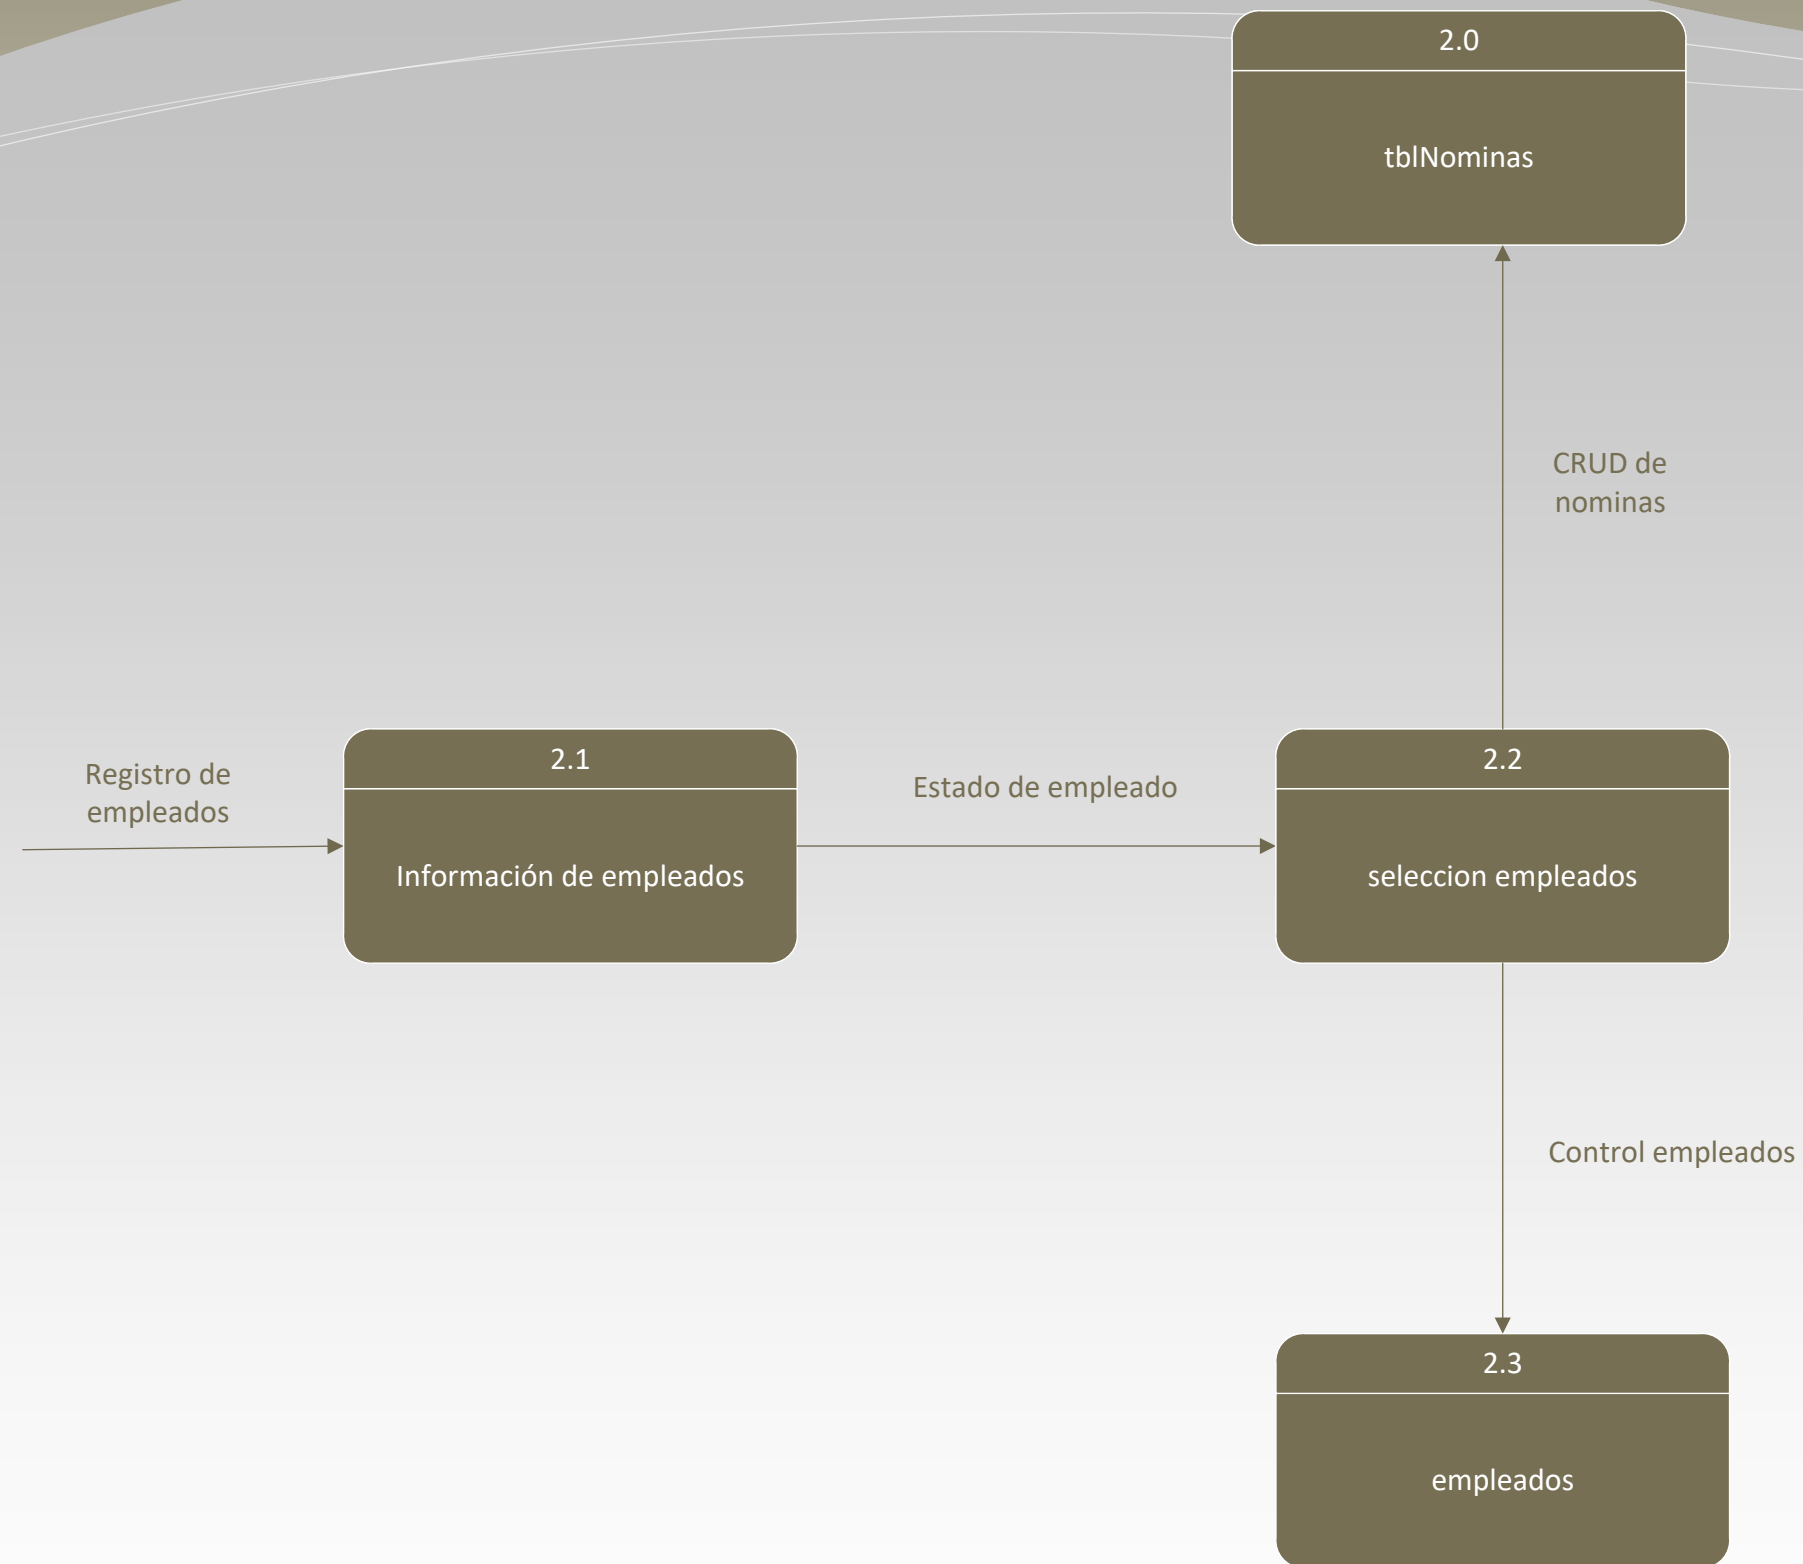 2.0
tblNominas
CRUD de
nominas
Registro de
empleados
2.1
Información de empleados
Estado de empleado
2.2
seleccion empleados
Control empleados
2.3
empleados